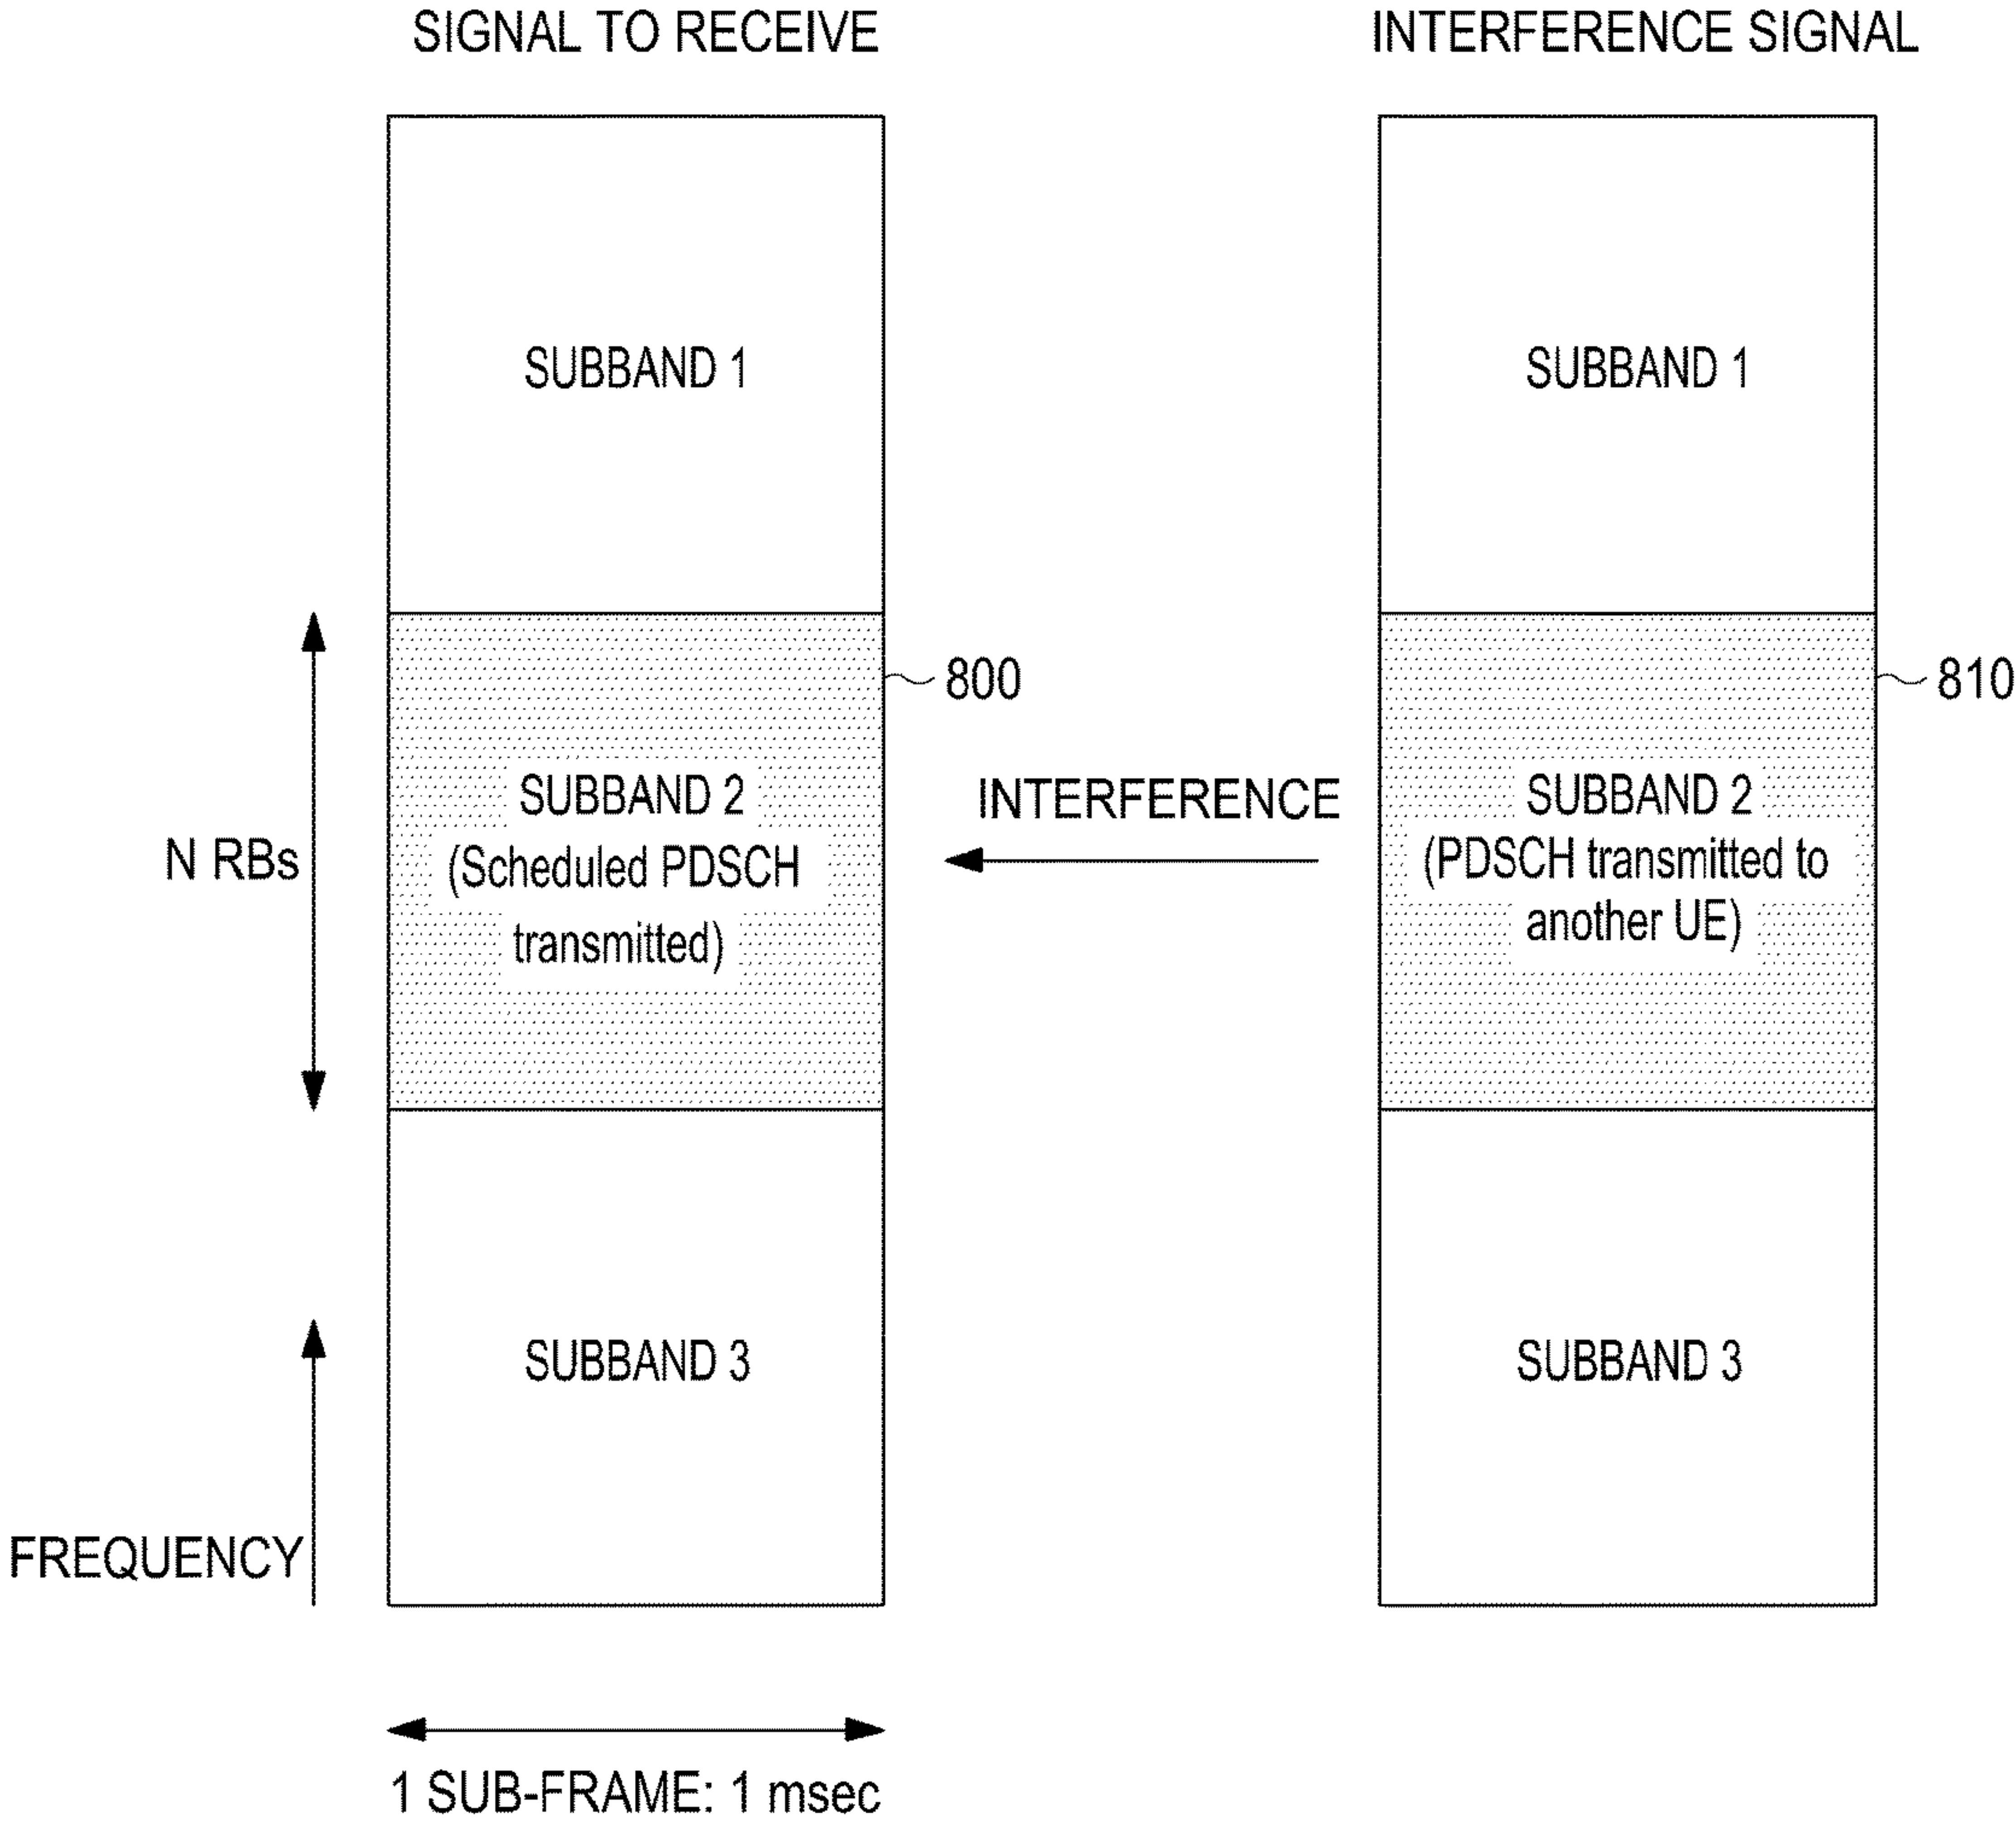 SIGNAL TO RECEIVE
INTERFERENCE SIGNAL
SUBBAND 1
SUBBAND 1
800
810
N RBs
SUBBAND 2
(Scheduled PDSCH
transmitted)
INTERFERENCE
SUBBAND 2
(PDSCH transmitted to
another UE)
SUBBAND 3
SUBBAND 3
FREQUENCY
1 SUB-FRAME: 1 msec